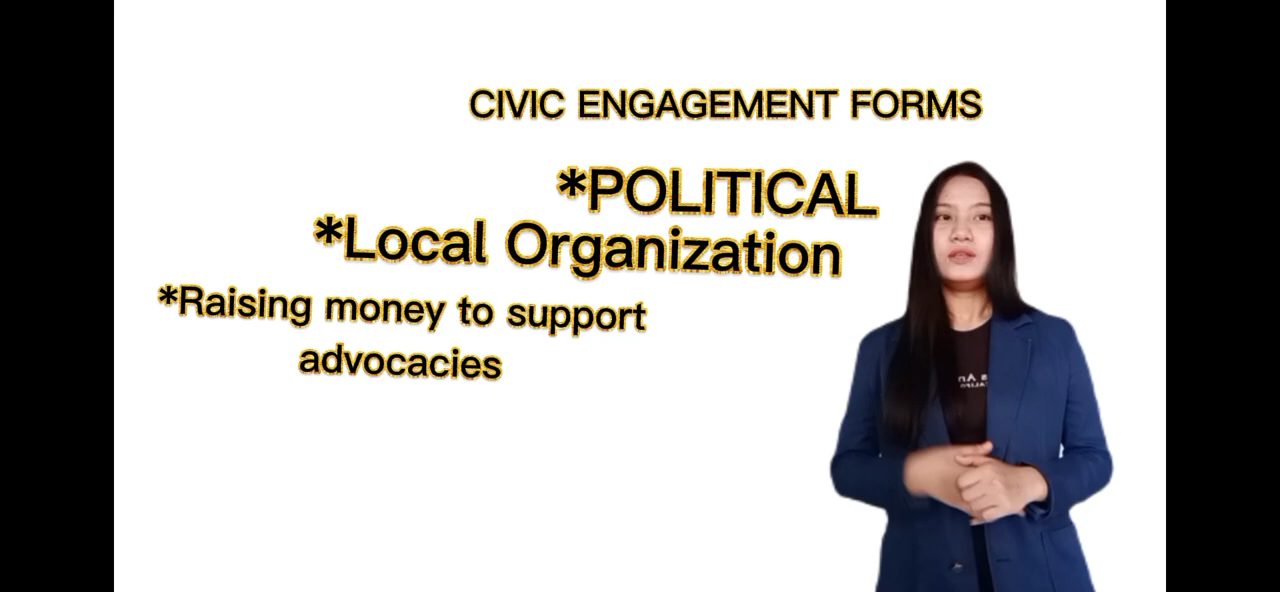 CIVIC ENGAGEMENT FORMS
*POLITICAL
*Local Organization
*Raising money to support
advocacies